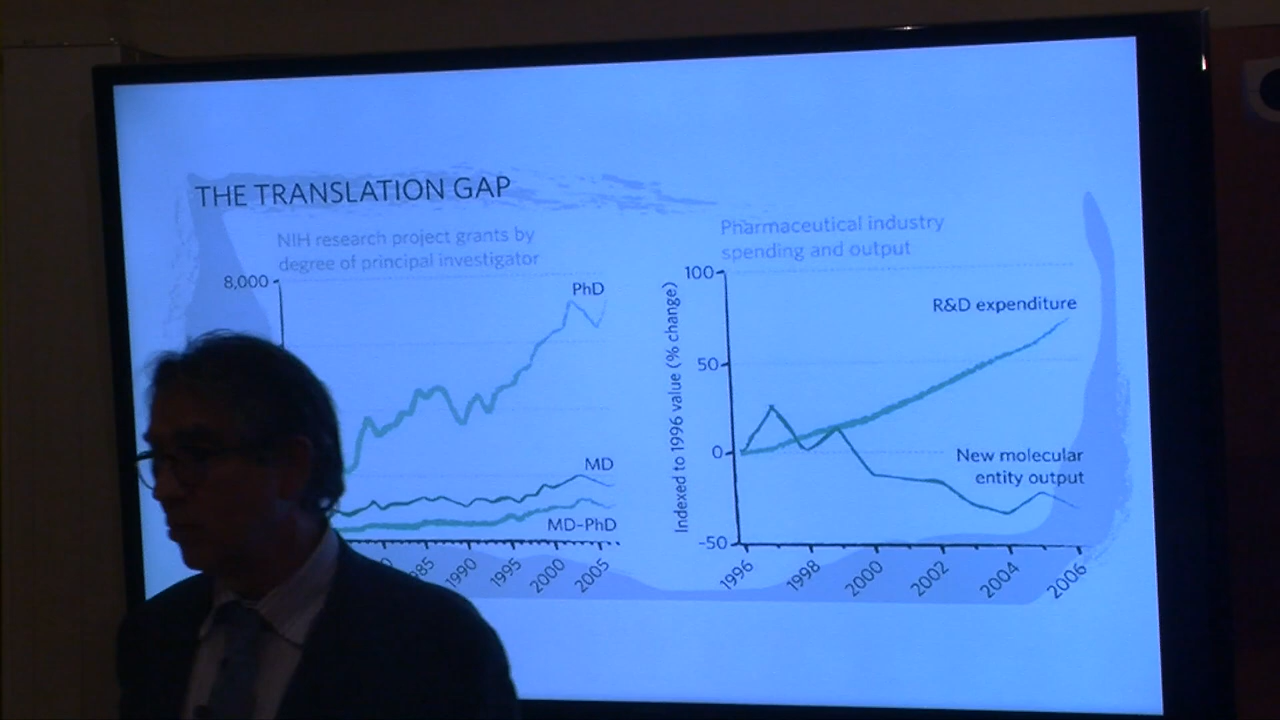 THE TRANSLATION GAP
NIH research project grants by
degree of principal investigator
8,000
PhD
MD
MD-PhD
1990
1995
2000
2005
Pharmaceutical industry
spending and output
Indexed to 1996 value (% change)
100
50
0
-50
R&D expenditure
New molecular
entity output
1996
1998
2000
2002
2004
2006